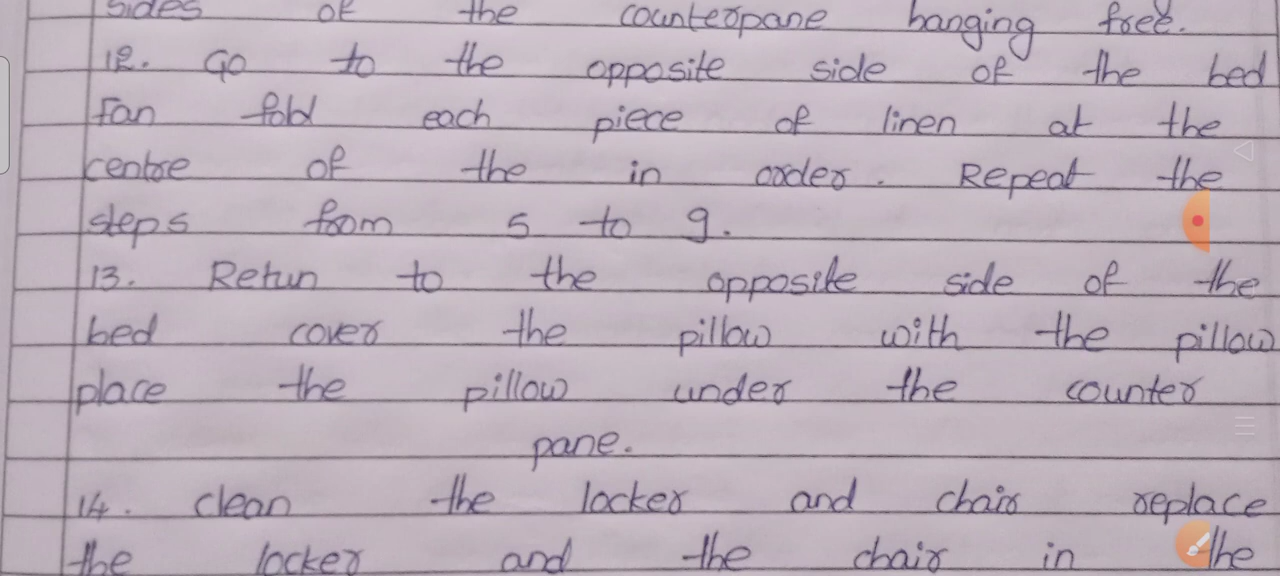 sides of the counterpane hanging free.
12. Go to the opposite side of the bed
Fan fold each piece of linen at the
centre of the in order. Repeat the
steps from 5 to 9.
13. Retun to the opposite side of the
bed cover the pillow with the pillow
place the pillow under the counter
pane.
14. clean the locker and chair replace
the locker and the chair in the